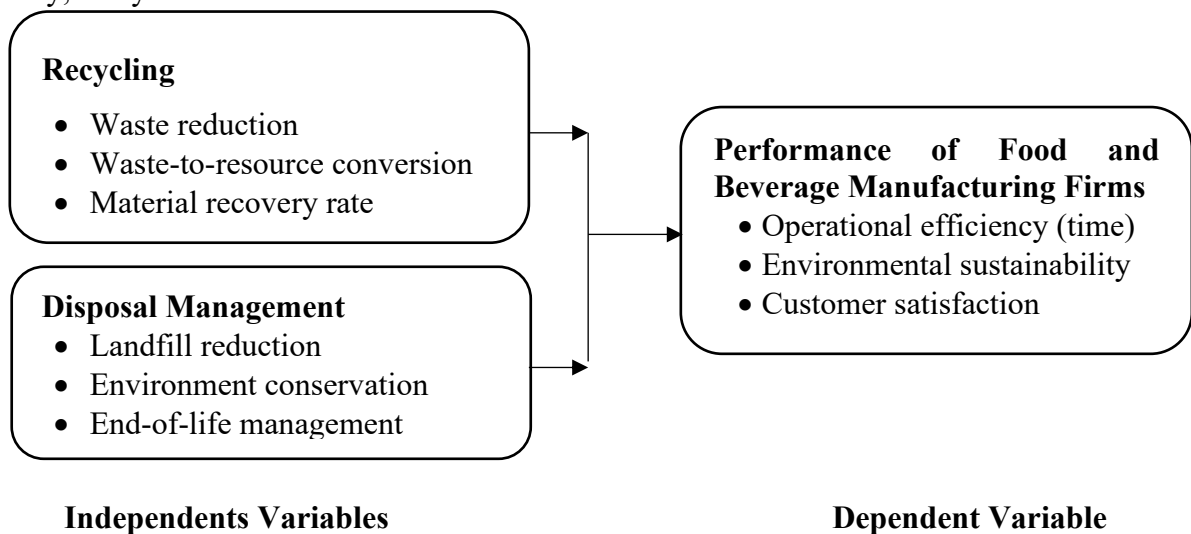 Recycling
• Waste reduction
• Waste-to-resource conversion
• Material recovery rate
Performance of Food and
Beverage Manufacturing Firms
• Operational efficiency (time)
• Environmental sustainability
• Customer satisfaction
Disposal Management
• Landfill reduction
• Environment conservation
• End-of-life management
Independents Variables
Dependent Variable